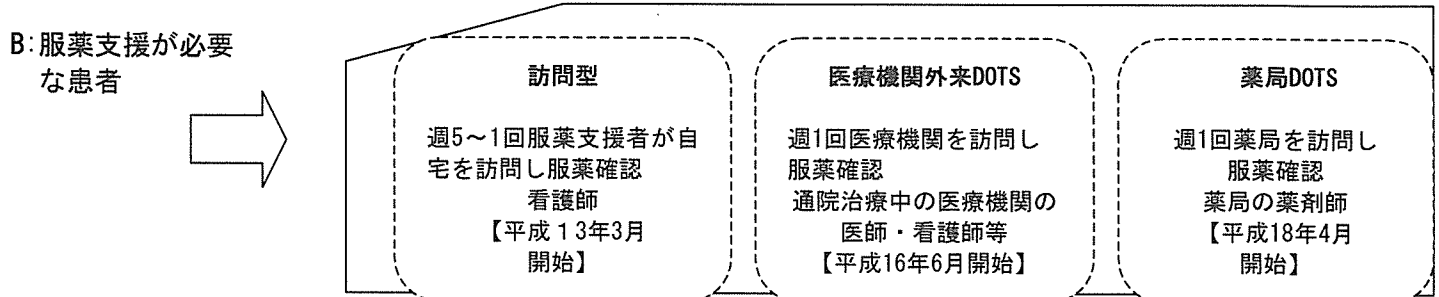 B:服薬支援が必要
な患者
訪問型
週5～1回服薬支援者が自
宅を訪問し服薬確認
看護師
【平成１３年3月
開始】
医療機関外来DOTS
週1回医療機関を訪問し
服薬確認
通院治療中の医療機関の
医師・看護師等
【平成16年6月開始】
薬局DOTS
週1回薬局を訪問し
服薬確認
薬局の薬剤師
【平成18年4月
開始】